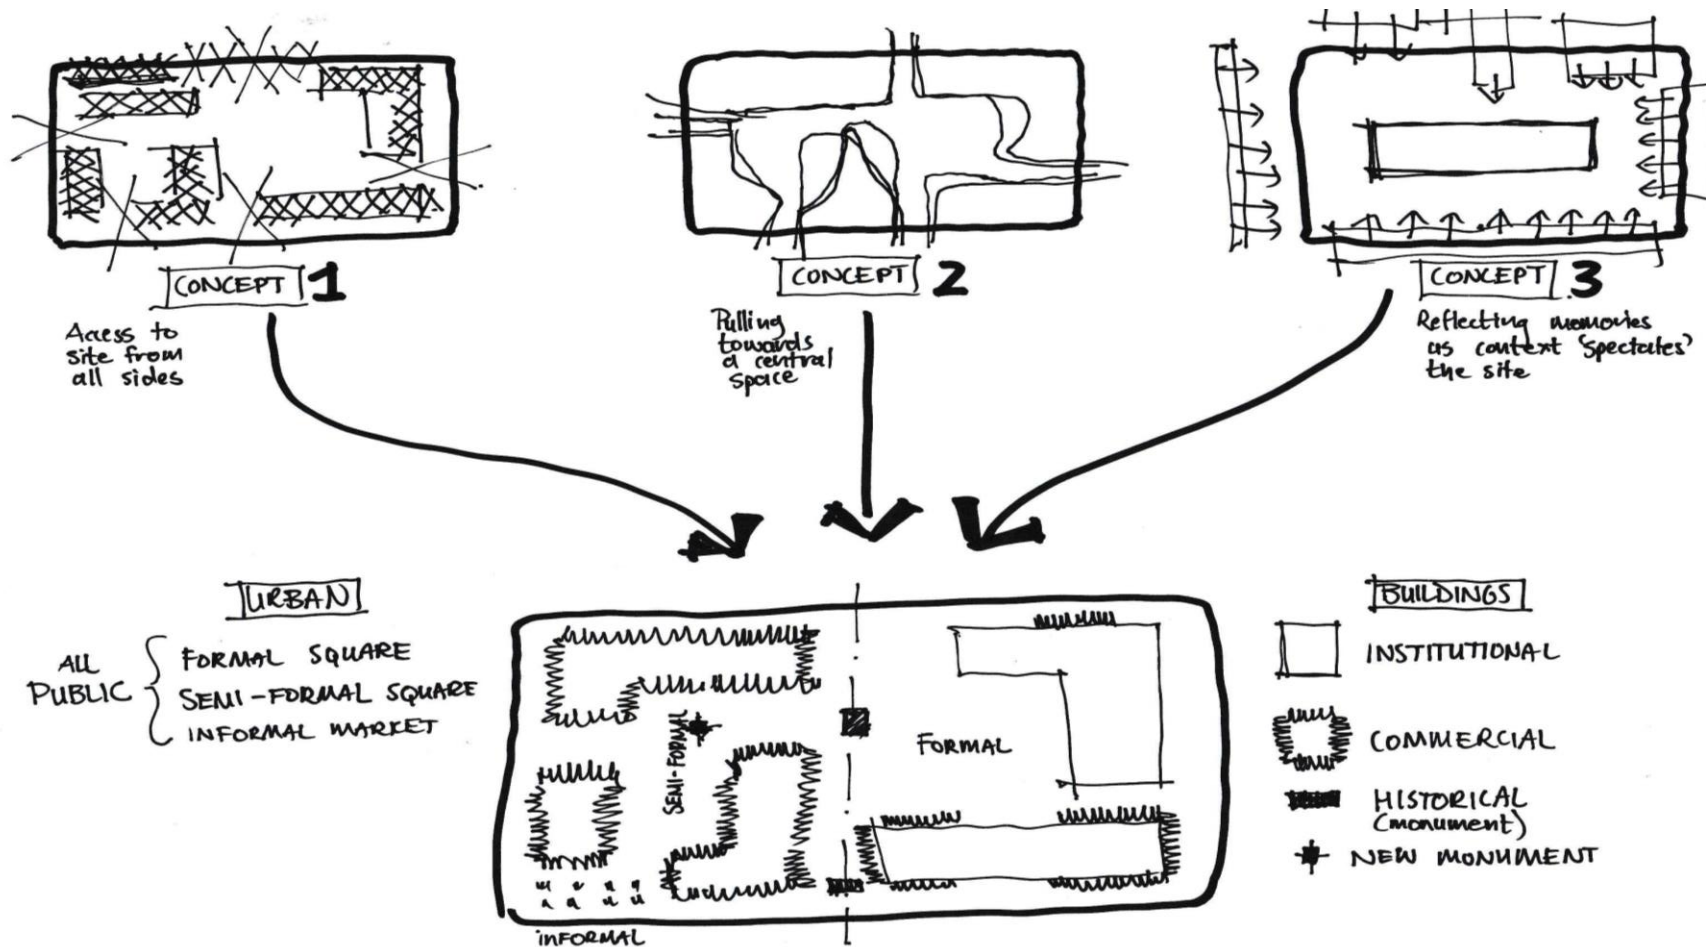 CONCEPT 1
Access to
site from
all sides
CONCEPT 2
Pulling
towards
a central
space
CONCEPT 3
Reflecting memories
as context 'spectates'
the site
URBAN
ALL
PUBLIC
FORMAL SQUARE
SEMI-FORMAL SQUARE
INFORMAL MARKET
SEMI-FORMAL
FORMAL
INFORMAL
BUILDINGS
INSTITUTIONAL
COMMERCIAL
HISTORICAL
(monument)
NEW MONUMENT